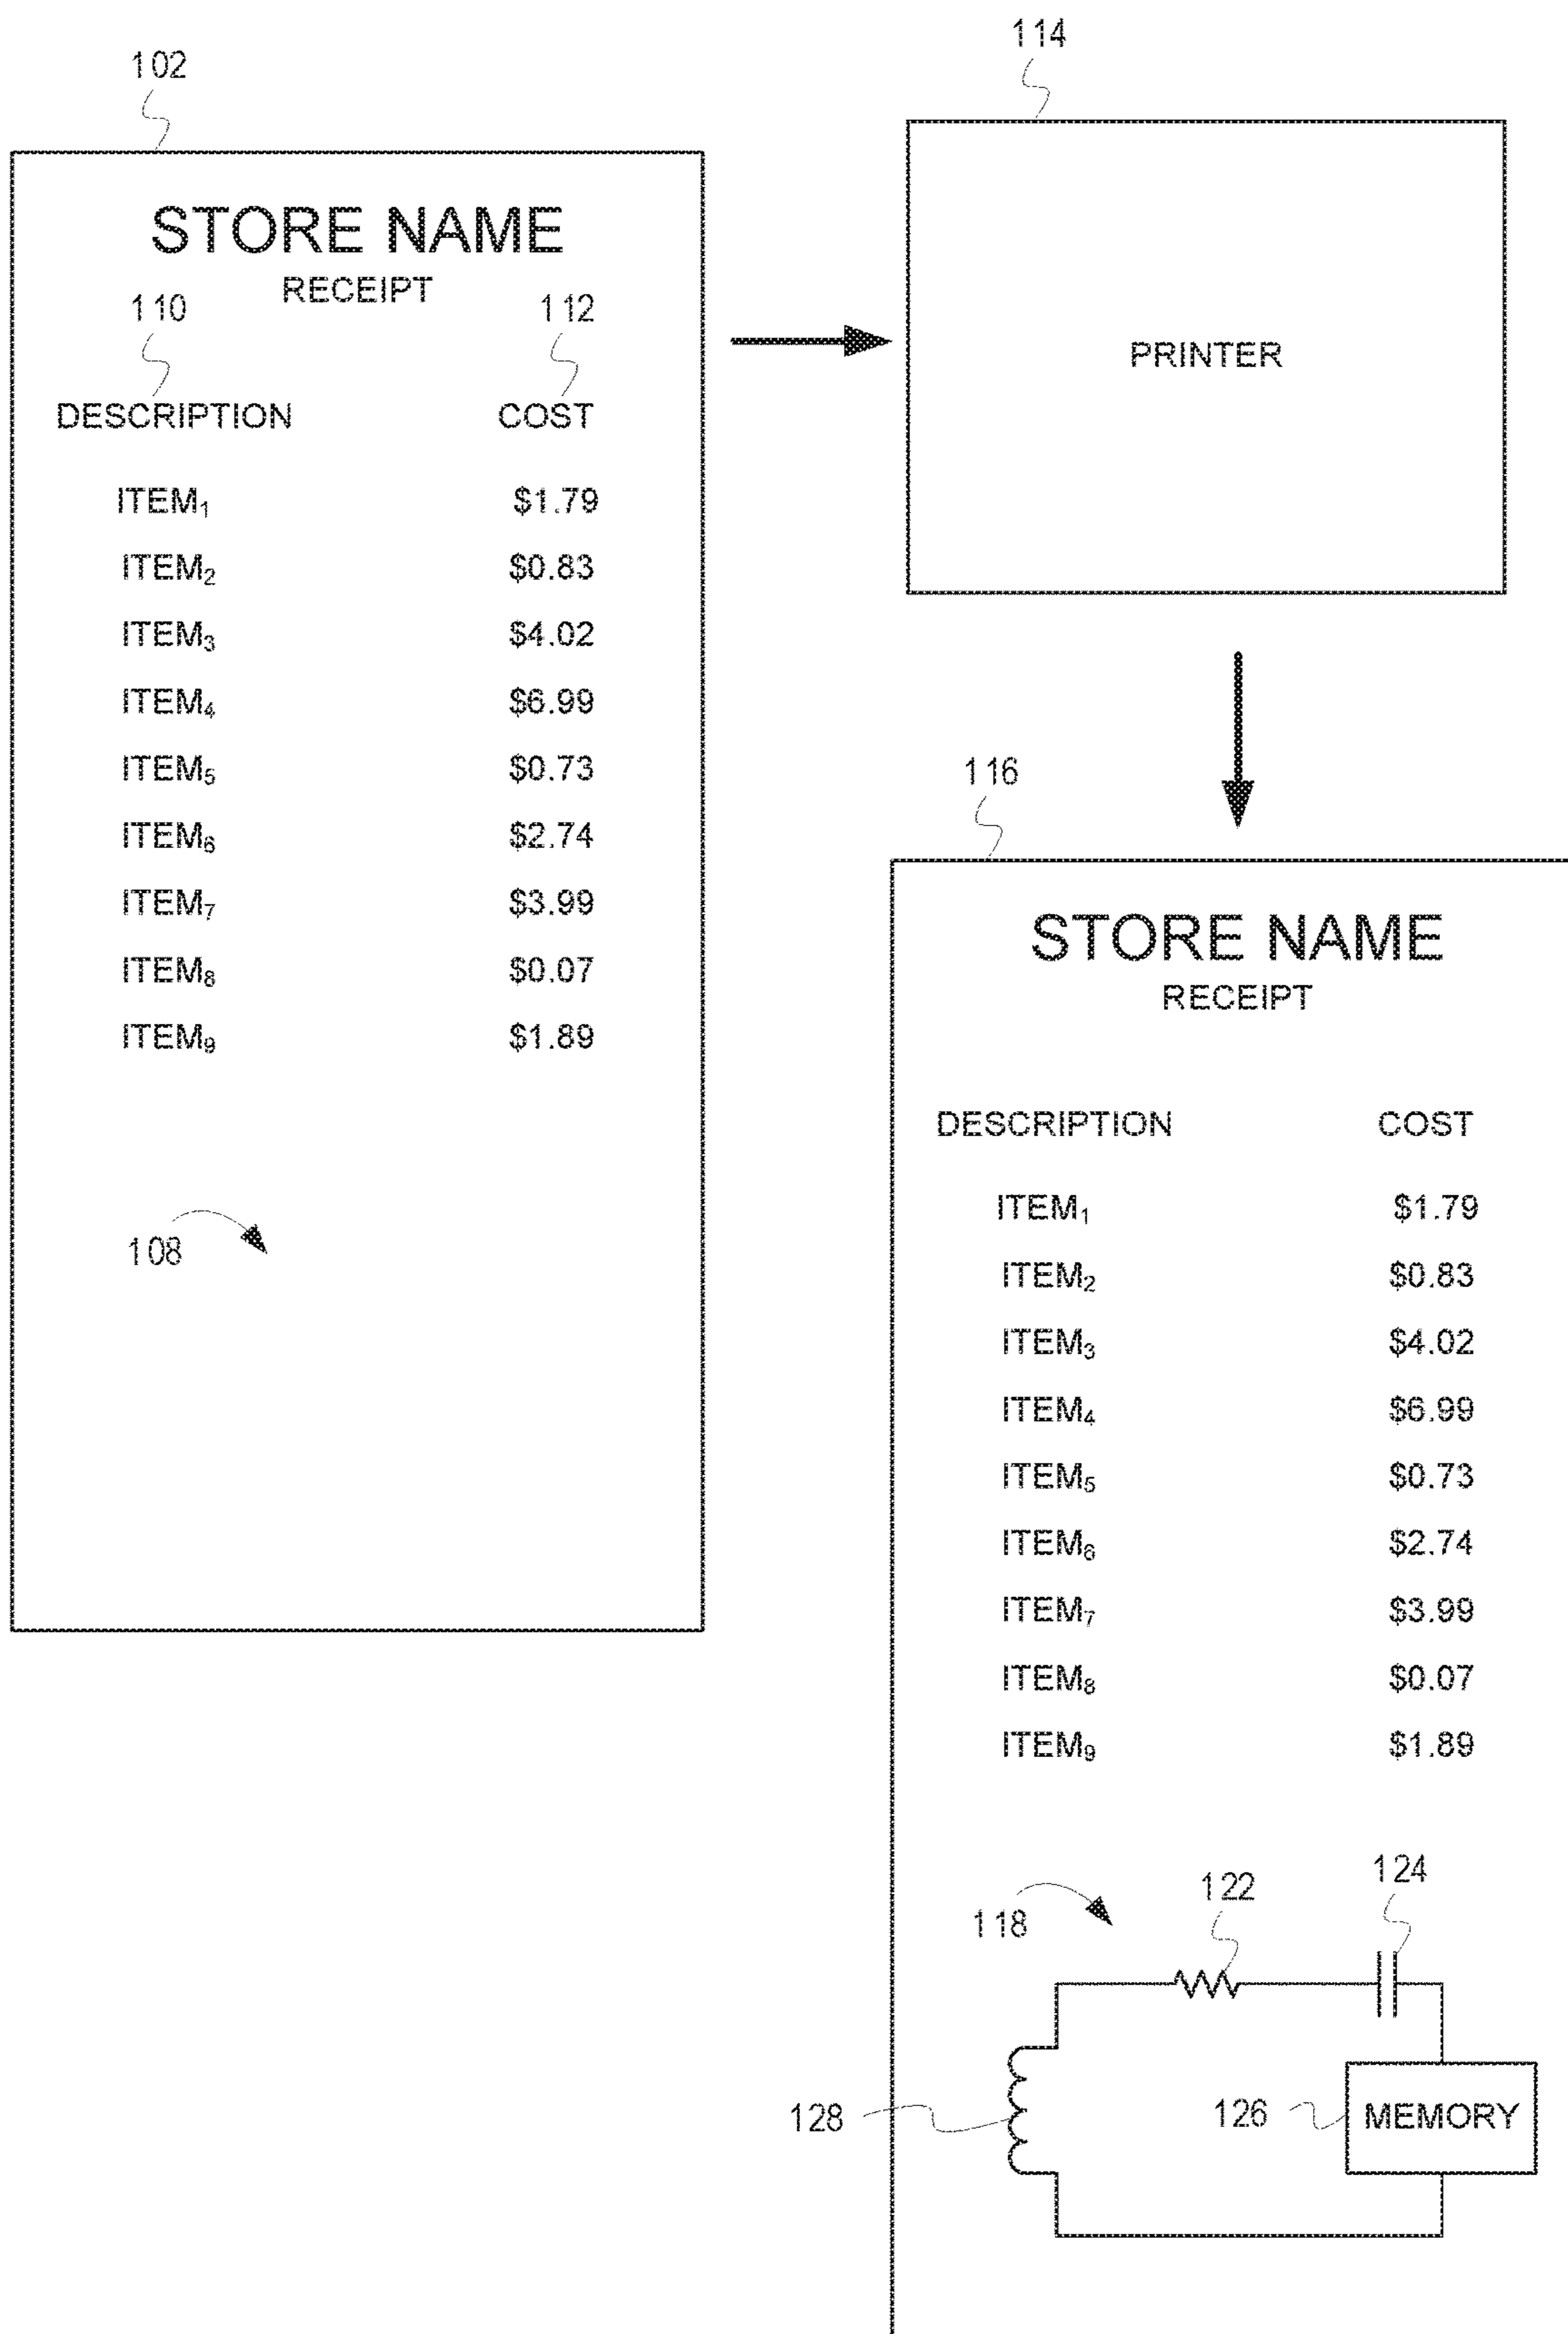 102
STORE NAME
RECEIPT
110 112
DESCRIPTION COST
ITEM₁ $1.79
ITEM₂ $0.83
ITEM₃ $4.02
ITEM₄ $6.99
ITEM₅ $0.73
ITEM₆ $2.74
ITEM₇ $3.99
ITEM₈ $0.07
ITEM₉ $1.89
108
114
PRINTER
116
STORE NAME
RECEIPT
DESCRIPTION COST
ITEM₁ $1.79
ITEM₂ $0.83
ITEM₃ $4.02
ITEM₄ $6.99
ITEM₅ $0.73
ITEM₆ $2.74
ITEM₇ $3.99
ITEM₈ $0.07
ITEM₉ $1.89
118 122 124
128 126 MEMORY